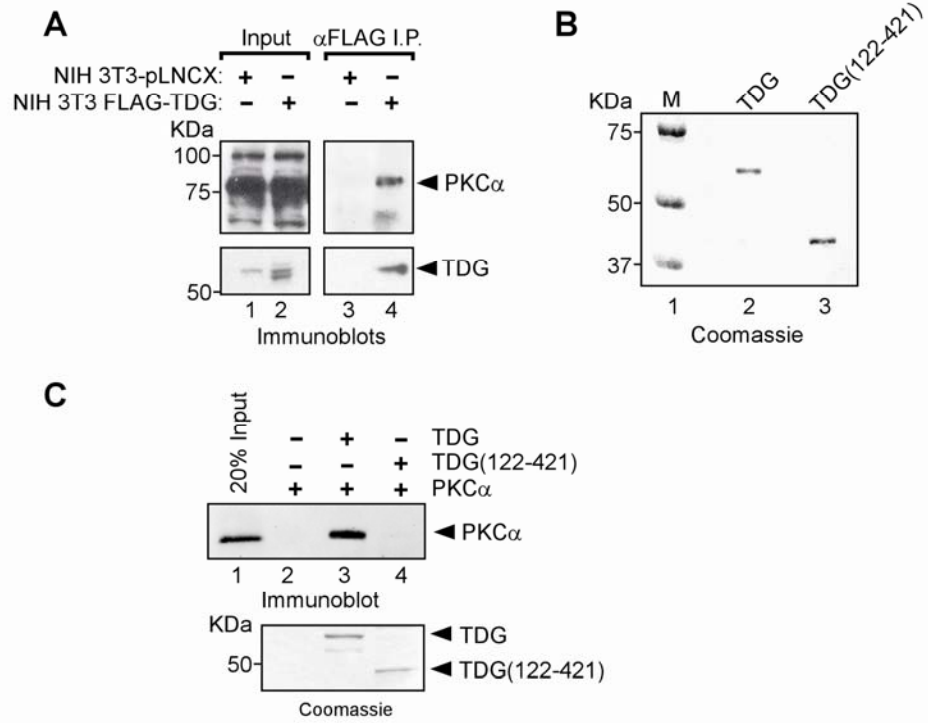 A
Input αFLAG I.P.
NIH 3T3-pLNCX: + − + −
NIH 3T3 FLAG-TDG: − + − +
KDa
100
75
PKCα
TDG
50
1 2 3 4
Immunoblots
B
KDa M TDG TDG(122-421)
75
50
37
1 2 3
Coomassie
C
20% Input
− + − TDG
− − + TDG(122-421)
+ + + PKCα
PKCα
1 2 3 4
Immunoblot
KDa
TDG
50
TDG(122-421)
Coomassie